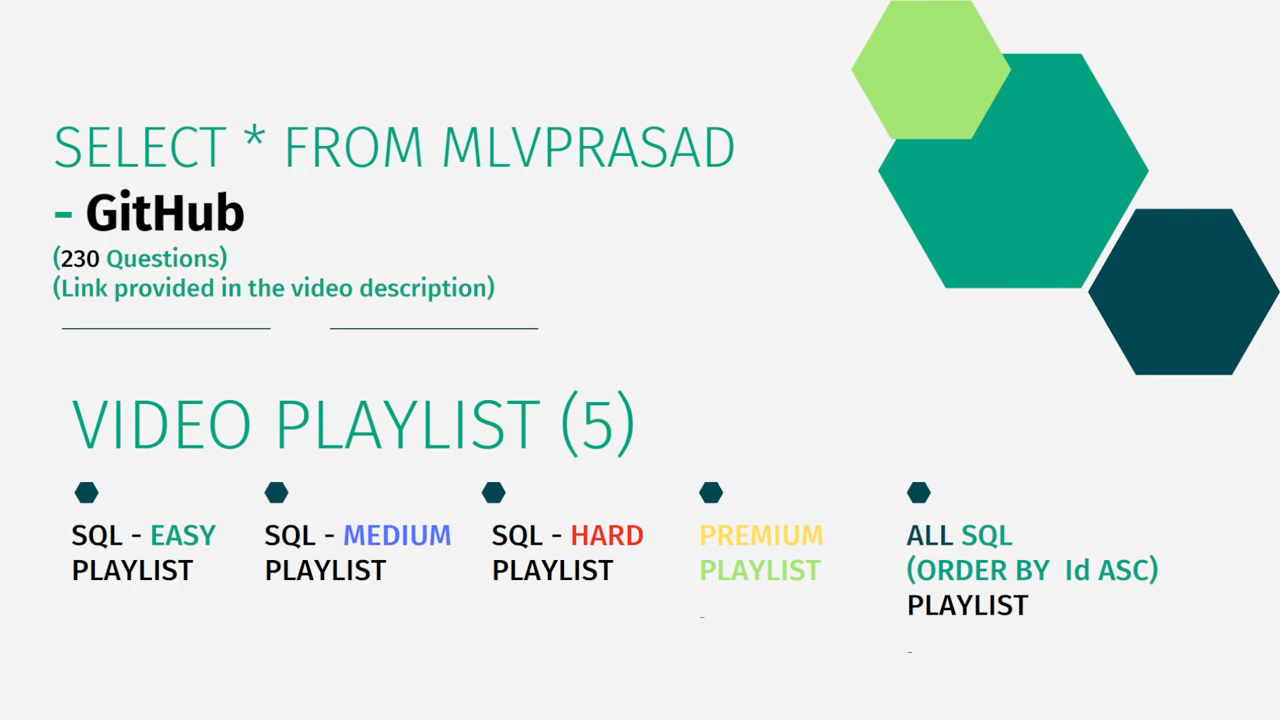 SELECT * FROM MLVPRASAD
- GitHub
(230 Questions)
(Link provided in the video description)
VIDEO PLAYLIST (5)
SQL - EASY
PLAYLIST
SQL - MEDIUM
PLAYLIST
SQL - HARD
PLAYLIST
PREMIUM
PLAYLIST
-
ALL SQL
(ORDER BY Id ASC)
PLAYLIST
-